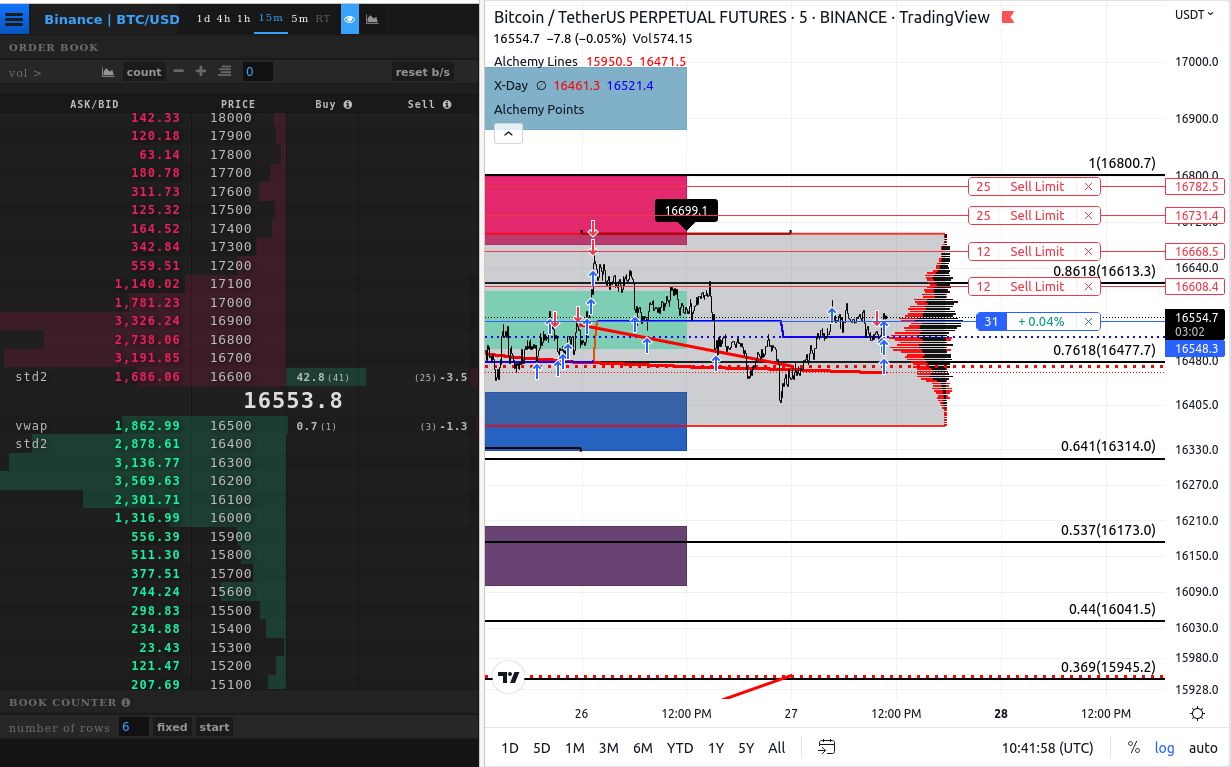 Binance | BTC/USD 1d 4h 1h 15m 5m RT
ORDER BOOK
vol > count 0 reset b/s
ASK/BID PRICE Buy Sell
142.33 18000
120.18 17900
63.14 17800
180.78 17700
311.73 17600
125.32 17500
164.52 17400
342.84 17300
559.51 17200
1,140.02 17100
1,781.23 17000
3,326.24 16900
2,738.06 16800
3,191.85 16700
std2 1,686.06 16600 42.8 (41) (25) -3.5
16553.8
vwap 1,862.99 16500 0.7 (1) (3) -1.3
std2 2,878.61 16400
3,136.77 16300
3,569.63 16200
2,301.71 16100
1,316.99 16000
556.39 15900
511.30 15800
377.51 15700
744.24 15600
298.83 15500
234.88 15400
23.43 15300
121.47 15200
207.69 15100
BOOK COUNTER
number of rows 6 fixed start
Bitcoin / TetherUS PERPETUAL FUTURES · 5 · BINANCE · TradingView
USDT
16554.7 −7.8 (−0.05%) Vol574.15
Alchemy Lines 15950.5 16471.5
X-Day ∅ 16461.3 16521.4
Alchemy Points
17000.0
16900.0
1(16800.7)
16800.0
25 Sell Limit × 16782.5
16699.1
25 Sell Limit × 16731.4
12 Sell Limit × 16668.5
0.8618(16613.3)
16640.0
12 Sell Limit × 16608.4
31 +0.04% ×
16554.7
03:02
16548.3
0.7618(16477.7)
16480.0
16405.0
0.641(16314.0)
16330.0
16270.0
16210.0
0.537(16173.0)
16150.0
16090.0
0.44(16041.5)
16030.0
0.369(15945.2)
15980.0
15928.0
26 12:00 PM 27 12:00 PM 28 12:00 PM
1D 5D 1M 3M 6M YTD 1Y 5Y All 10:41:58 (UTC) % log auto